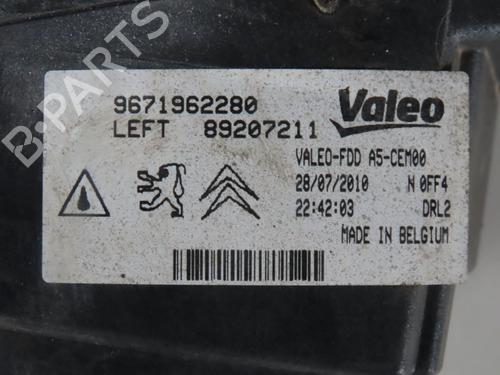 9671962280
Valeo
LEFT 89207211
VALEO-FDD A5-CEM00
28/07/2010 N 0FF4
22:42:03 DRL2
MADE IN BELGIUM
B-PARTS